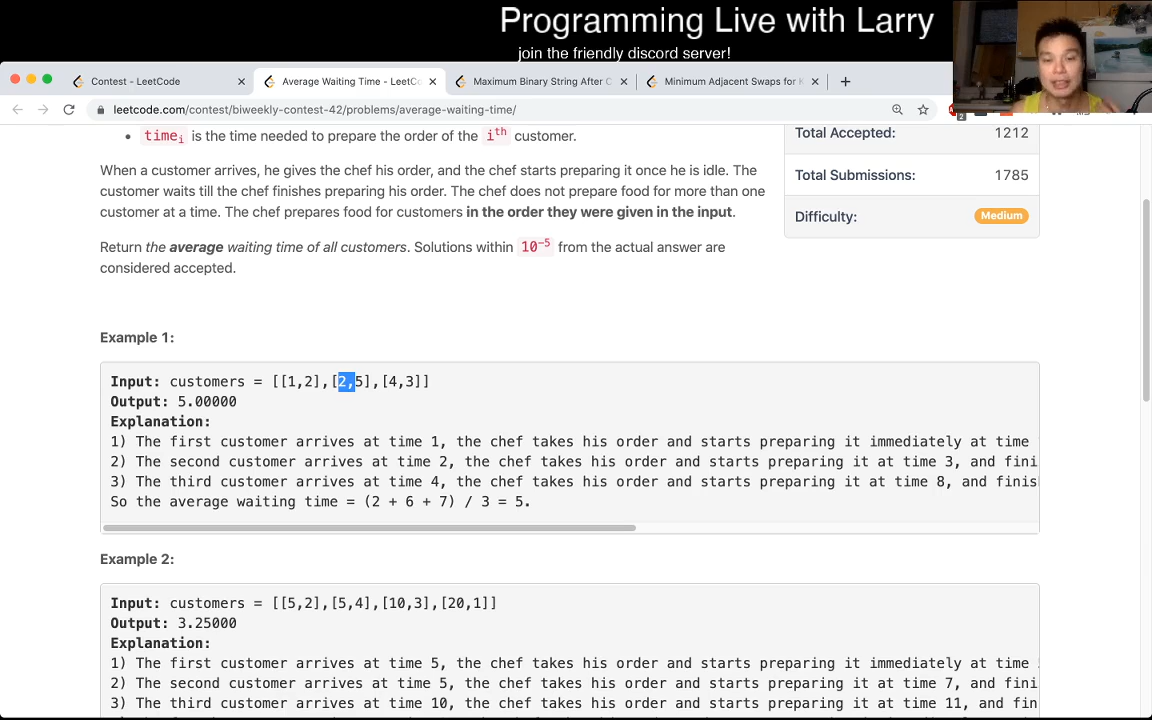 Programming Live with Larry
join the friendly discord server!
Contest - LeetCode
Average Waiting Time - LeetCo
Maximum Binary String After C
Minimum Adjacent Swaps for K
leetcode.com/contest/biweekly-contest-42/problems/average-waiting-time/
2
timei is the time needed to prepare the order of the ith customer.
When a customer arrives, he gives the chef his order, and the chef starts preparing it once he is idle. The
customer waits till the chef finishes preparing his order. The chef does not prepare food for more than one
customer at a time. The chef prepares food for customers in the order they were given in the input.
Return the average waiting time of all customers. Solutions within 10−5 from the actual answer are
considered accepted.
Total Accepted: 1212
Total Submissions: 1785
Difficulty: Medium
Example 1:
Input: customers = [[1,2],[2,5],[4,3]]
Output: 5.00000
Explanation:
1) The first customer arrives at time 1, the chef takes his order and starts preparing it immediately at time
2) The second customer arrives at time 2, the chef takes his order and starts preparing it at time 3, and fini
3) The third customer arrives at time 4, the chef takes his order and starts preparing it at time 8, and finis
So the average waiting time = (2 + 6 + 7) / 3 = 5.
Example 2:
Input: customers = [[5,2],[5,4],[10,3],[20,1]]
Output: 3.25000
Explanation:
1) The first customer arrives at time 5, the chef takes his order and starts preparing it immediately at time
2) The second customer arrives at time 5, the chef takes his order and starts preparing it at time 7, and fini
3) The third customer arrives at time 10, the chef takes his order and starts preparing it at time 11, and fin